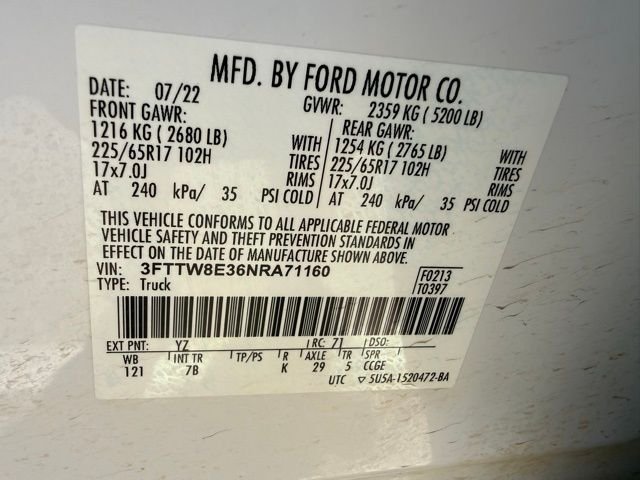 MFD. BY FORD MOTOR CO.
DATE: 07/22 GVWR: 2359 KG ( 5200 LB)
FRONT GAWR: REAR GAWR:
1216 KG ( 2680 LB) WITH 1254 KG ( 2765 LB) WITH
225/65R17 102H TIRES 225/65R17 102H TIRES
17x7.0J RIMS 17x7.0J RIMS
AT 240 kPa/ 35 PSI COLD AT 240 kPa/ 35 PSI COLD
THIS VEHICLE CONFORMS TO ALL APPLICABLE FEDERAL MOTOR
VEHICLE SAFETY AND THEFT PREVENTION STANDARDS IN
EFFECT ON THE DATE OF MANUFACTURE SHOWN ABOVE.
VIN: 3FTTW8E36NRA71160 F0213
TYPE: Truck T0397
EXT PNT: YZ RC: 71 DSO:
WB INT TR TP/PS R AXLE TR SPR
121 7B K 29 5 CCGE
UTC ▽ 5U5A-1520472-BA